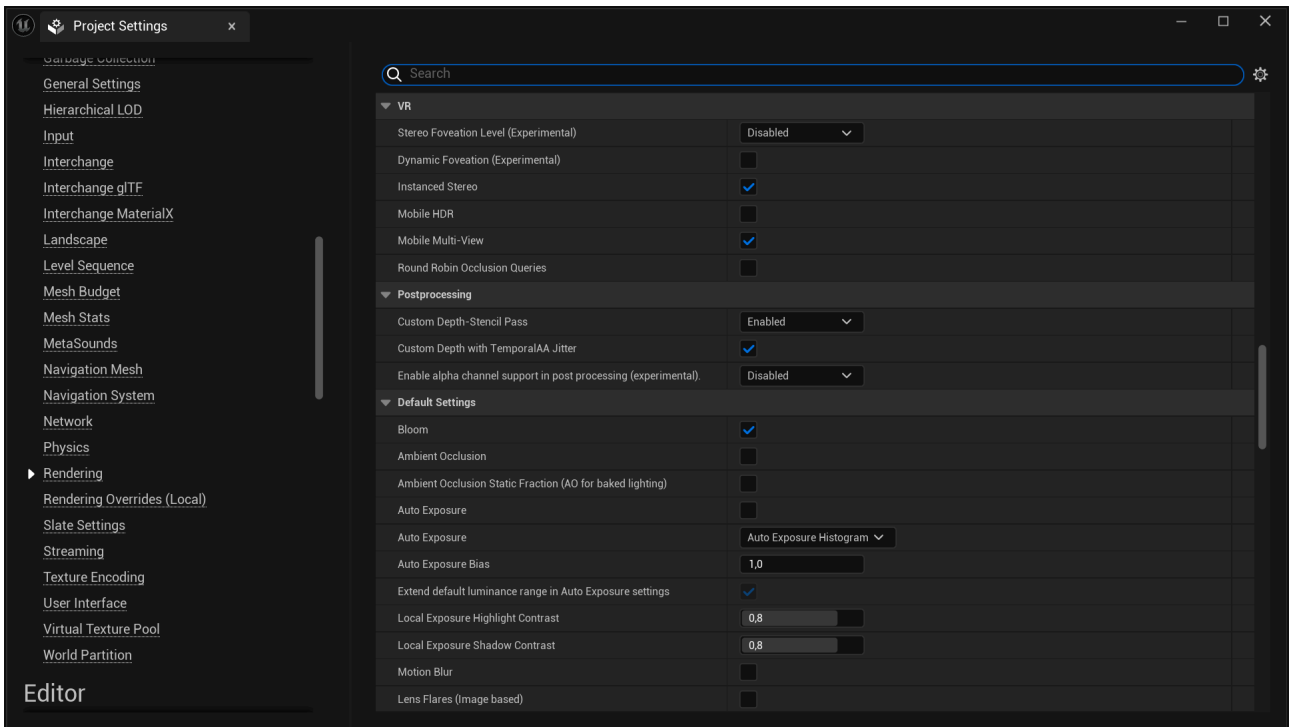 Project Settings
Garbage Collection
General Settings
Hierarchical LOD
Input
Interchange
Interchange glTF
Interchange MaterialX
Landscape
Level Sequence
Mesh Budget
Mesh Stats
MetaSounds
Navigation Mesh
Navigation System
Network
Physics
Rendering
Rendering Overrides (Local)
Slate Settings
Streaming
Texture Encoding
User Interface
Virtual Texture Pool
World Partition
Editor
Search
VR
Stereo Foveation Level (Experimental) Disabled
Dynamic Foveation (Experimental)
Instanced Stereo
Mobile HDR
Mobile Multi-View
Round Robin Occlusion Queries
Postprocessing
Custom Depth-Stencil Pass Enabled
Custom Depth with TemporalAA Jitter
Enable alpha channel support in post processing (experimental). Disabled
Default Settings
Bloom
Ambient Occlusion
Ambient Occlusion Static Fraction (AO for baked lighting)
Auto Exposure
Auto Exposure Auto Exposure Histogram
Auto Exposure Bias 1,0
Extend default luminance range in Auto Exposure settings
Local Exposure Highlight Contrast 0,8
Local Exposure Shadow Contrast 0,8
Motion Blur
Lens Flares (Image based)